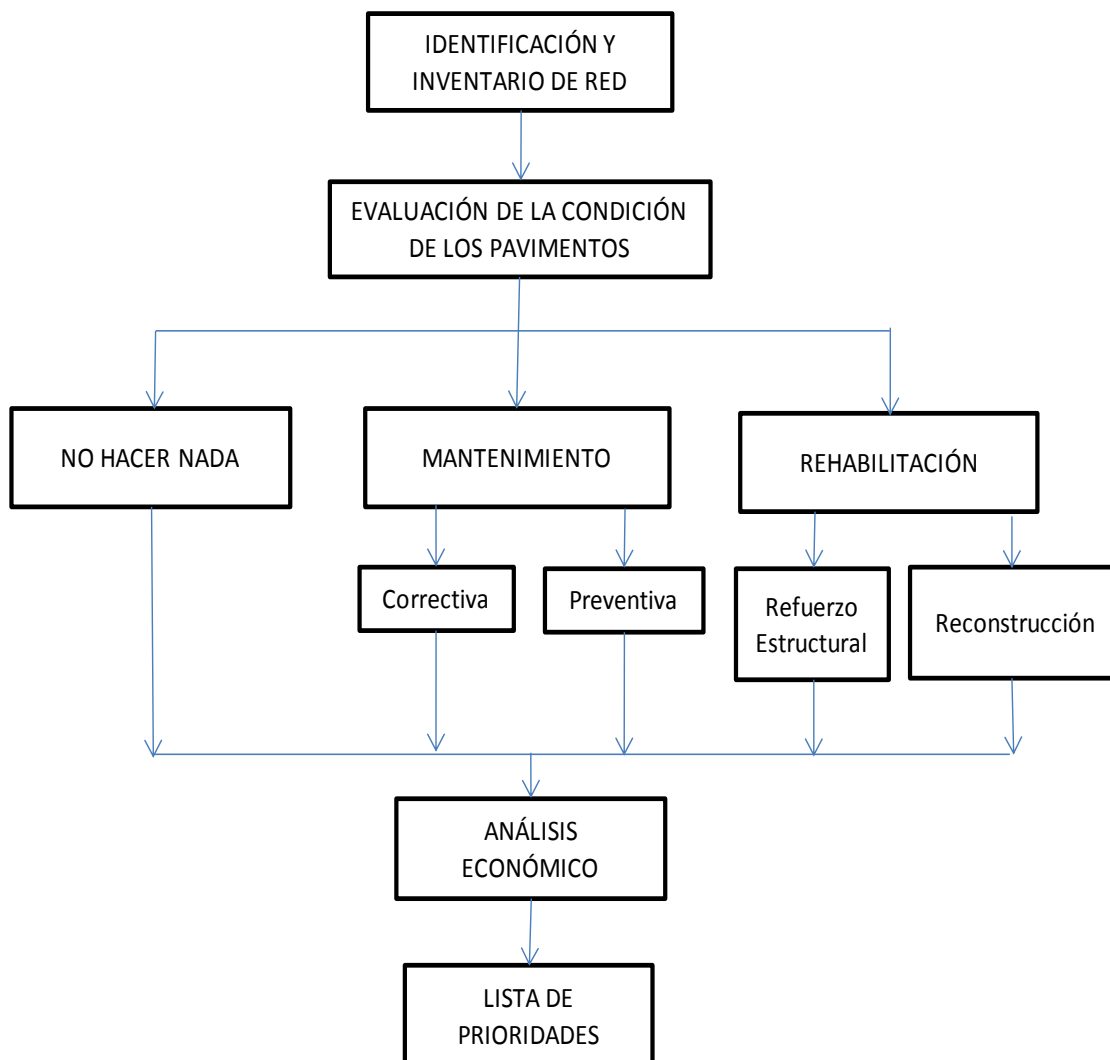 IDENTIFICACIÓN Y
INVENTARIO DE RED
EVALUACIÓN DE LA CONDICIÓN
DE LOS PAVIMENTOS
NO HACER NADA
MANTENIMIENTO
REHABILITACIÓN
Correctiva
Preventiva
Refuerzo
Estructural
Reconstrucción
ANÁLISIS
ECONÓMICO
LISTA DE
PRIORIDADES